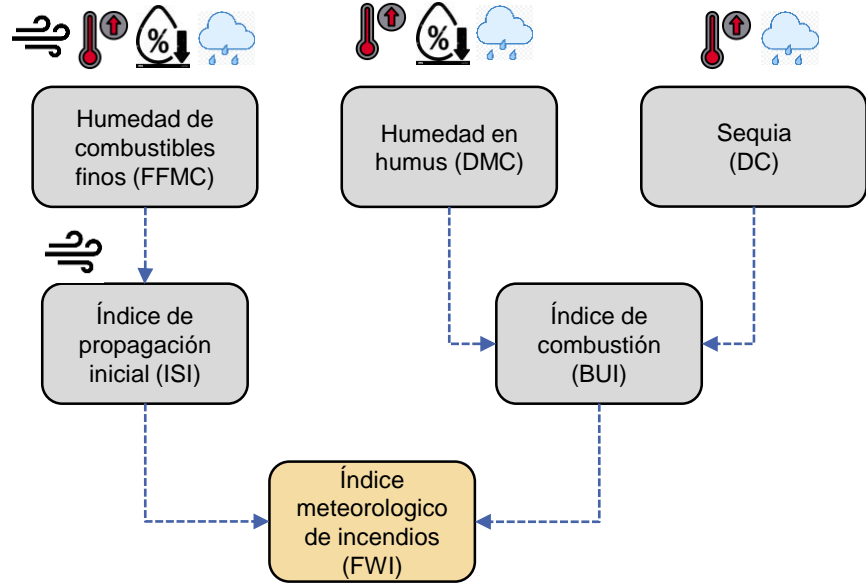 %
%
Humedad de
combustibles
finos (FFMC)
Humedad en
humus (DMC)
Sequia
(DC)
Índice de
propagación
inicial (ISI)
Índice de
combustión
(BUI)
Índice
meteorologico
de incendios
(FWI)